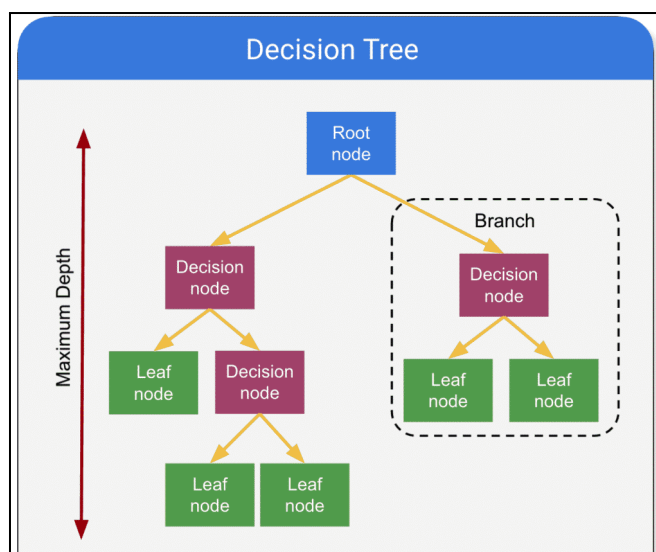 Decision Tree
Root
node
Branch
Maximum Depth
Decision
node
Decision
node
Leaf
node
Decision
node
Leaf
node
Leaf
node
Leaf
node
Leaf
node